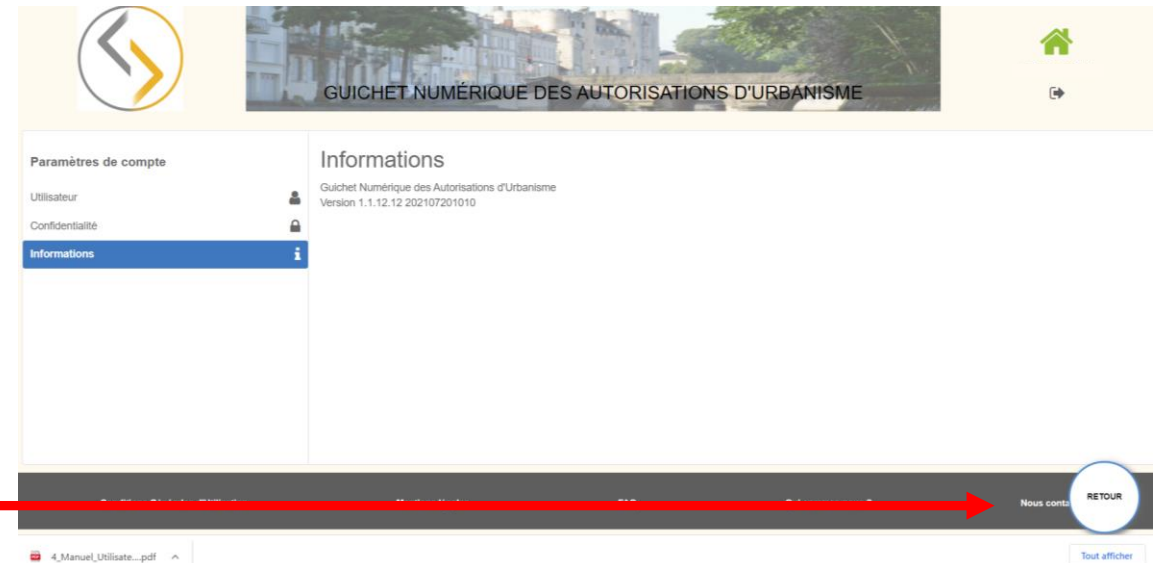 GUICHET NUMÉRIQUE DES AUTORISATIONS D'URBANISME
Paramètres de compte
Utilisateur
Confidentialité
Informations
Informations
Guichet Numérique des Autorisations d'Urbanisme
Version 1.1.12.12 202107201010
Nous conta
RETOUR
4_Manuel_Utilisate....pdf
Tout afficher